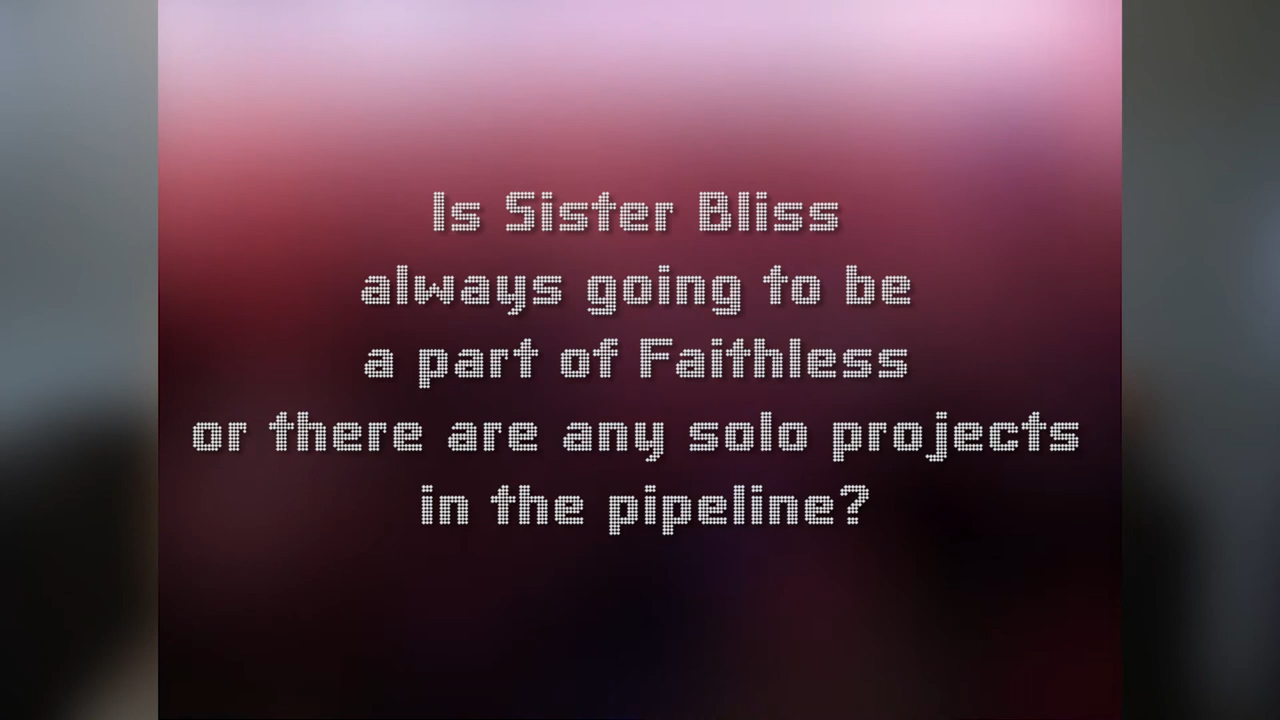 Is Sister Bliss
always going to be
a part of Faithless
or there are any solo projects
in the pipeline?